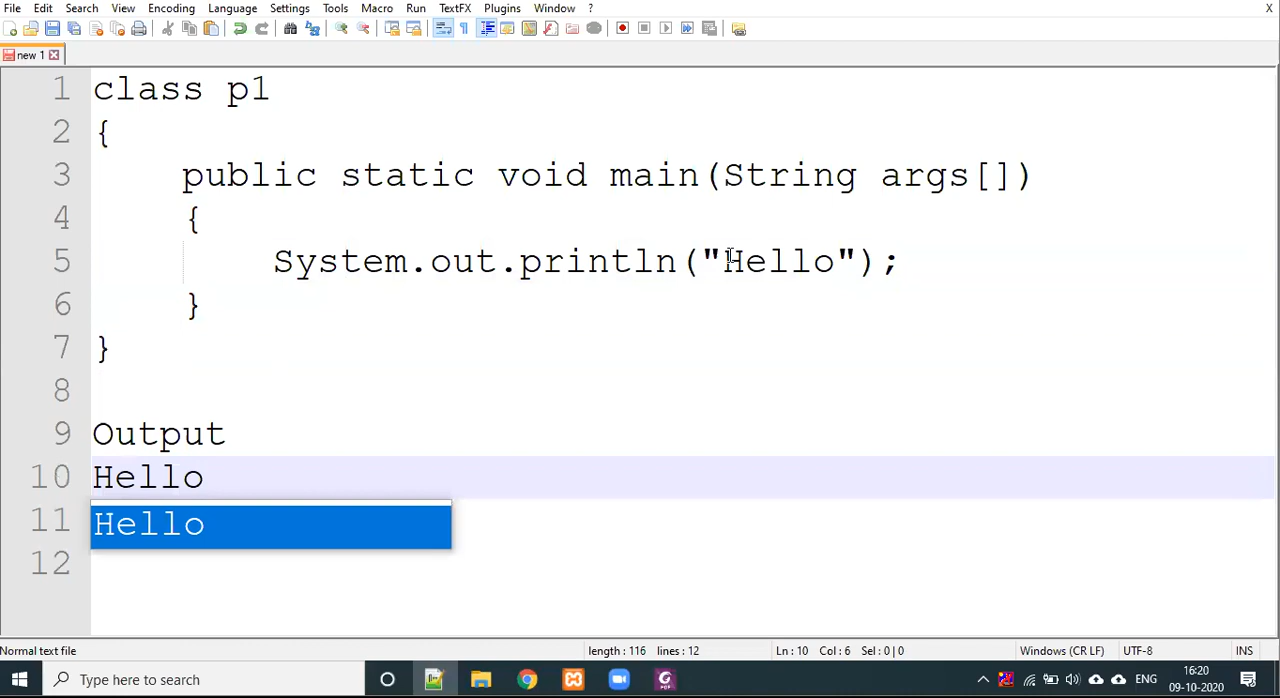 File Edit Search View Encoding Language Settings Tools Macro Run TextFX Plugins Window ? X
new 1
1 class p1
2 {
3 public static void main(String args[])
4 {
5 System.out.println("Hello");
6 }
7 }
8
9 Output
10 Hello
11 Hello
12
Normal text file length : 116 lines : 12 Ln : 10 Col : 6 Sel : 0 | 0 Windows (CR LF) UTF-8 INS
Type here to search ENG 16:20
09-10-2020